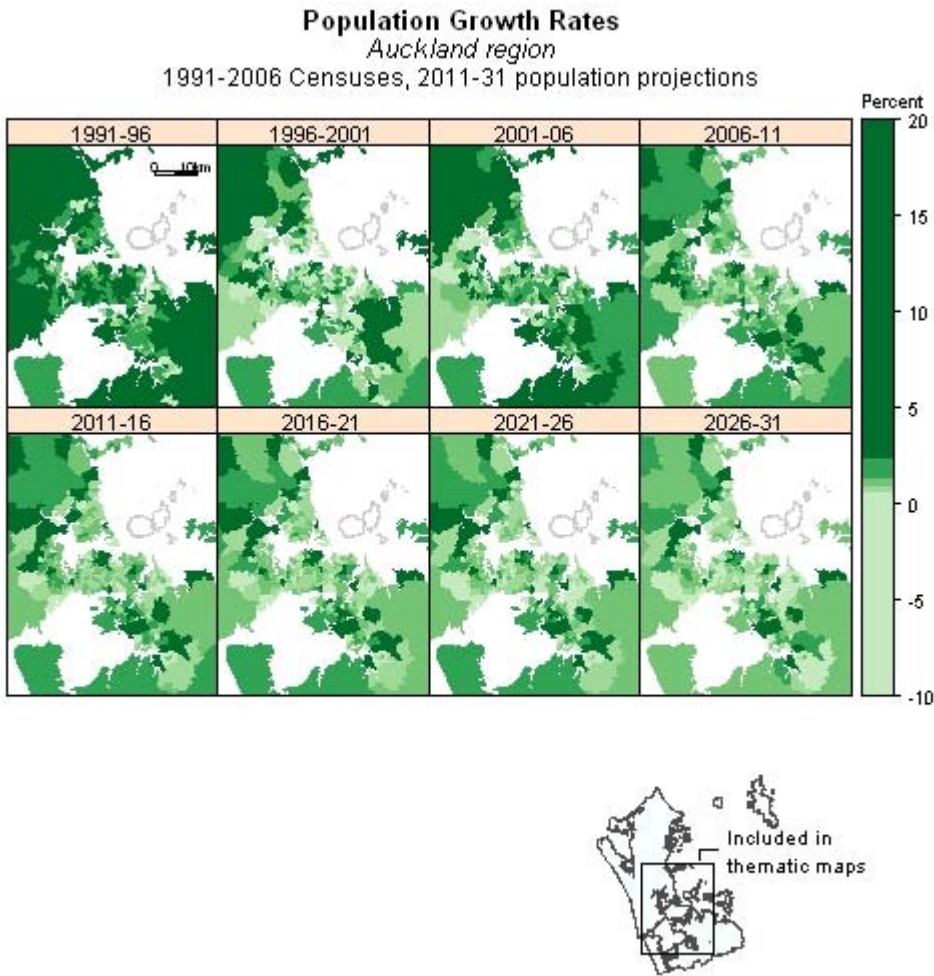 Population Growth Rates
Auckland region
1991-2006 Censuses, 2011-31 population projections
Percent
1991-96
1996-2001
2001-06
2006-11
0 10km
20
15
10
5
0
-5
-10
2011-16
2016-21
2021-26
2026-31
Included in
thematic maps